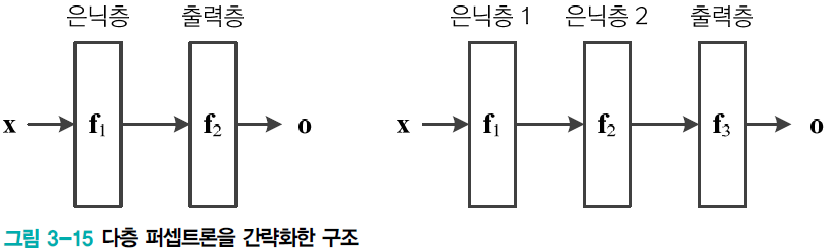 은닉층 출력층
x f1 f2 o
은닉층 1 은닉층 2 출력층
x f1 f2 f3 o
그림 3-15 다층 퍼셉트론을 간략화한 구조